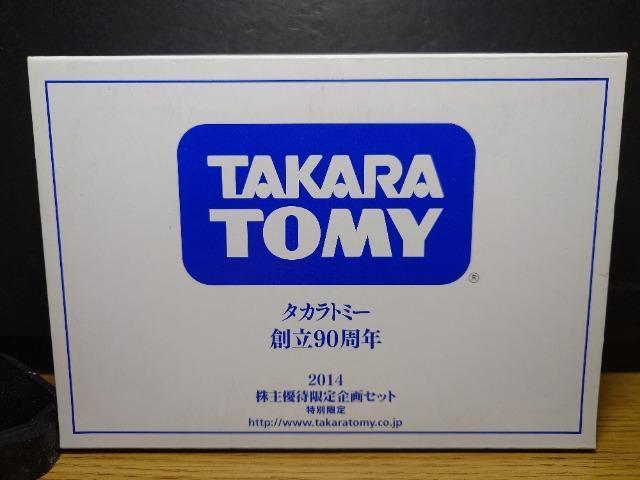 TAKARA
TOMY
®
タカラトミー
創立90周年
2014
株主優待限定企画セット
特別限定
http://www.takaratomy.co.jp